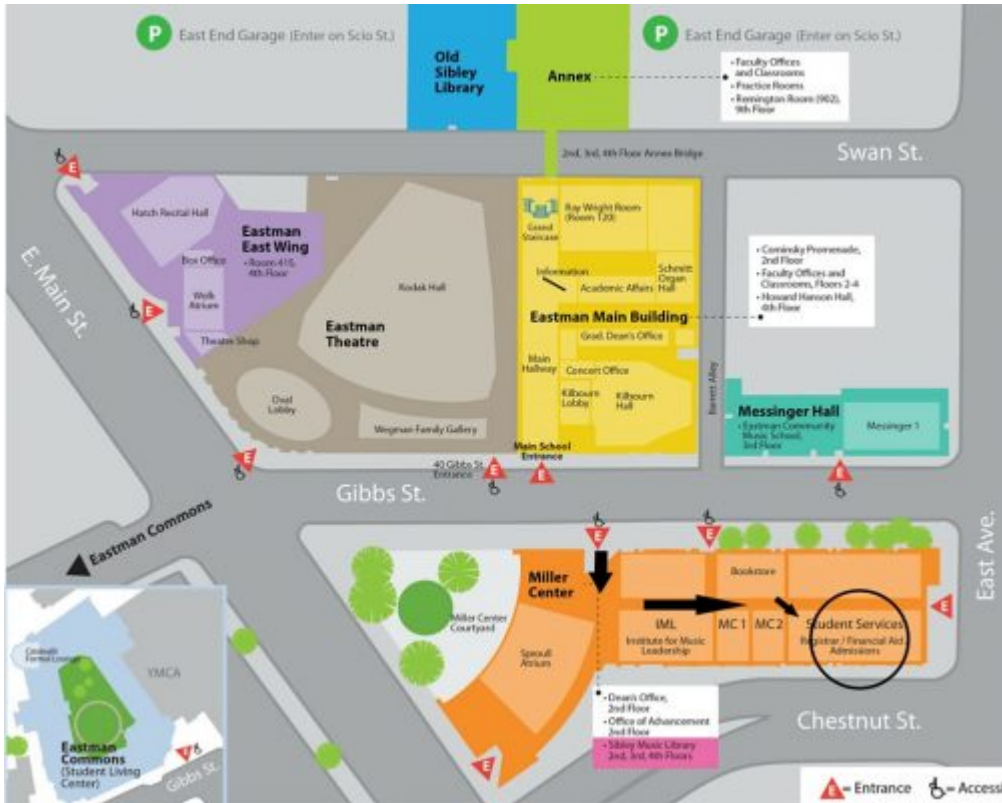 P East End Garage (Enter on Scio St.)
Old
Sibley
Library
Annex
P East End Garage (Enter on Scio St.)
• Faculty Offices
and Classrooms
• Practice Rooms
• Remington Room (902),
9th Floor
2nd, 3rd, 4th Floor Annex Bridge
Swan St.
E
Hatch Recital Hall
Eastman
East Wing
• Room 415,
4th Floor
Box Office
Wolk
Atrium
Theatre Shop
E
E. Main St.
Kodak Hall
Eastman
Theatre
Oval
Lobby
Wegman Family Gallery
Ray Wright Room
(Room 120)
Grand
Staircase
Information
Academic Affairs
Schmitt
Organ
Hall
Eastman Main Building
Grad. Dean's Office
Main
Hallway
Concert Office
Kilbourn
Lobby
Kilbourn
Hall
Main School
Entrance
• Cominsky Promenade,
2nd Floor
• Faculty Offices and
Classrooms, Floors 2-4
• Howard Hanson Hall,
4th Floor
Barrett Alley
Messinger Hall
• Eastman Community
Music School,
3rd Floor
Messinger 1
E
40 Gibbs St.
Entrance
E
E
E
Gibbs St.
Eastman Commons
East Ave.
E
E
Miller
Center
Miller Center
Courtyard
Sproull
Atrium
Bookstore
IML
Institute for Music
Leadership
MC 1
MC 2
Student Services
Registrar / Financial Aid
Admissions
E
• Dean's Office,
2nd Floor
• Office of Advancement
2nd Floor
• Sibley Music Library
2nd, 3rd, 4th Floors
Chestnut St.
E
YMCA
Eastman
Commons
(Student Living
Center)
Gibbs St.
E = Entrance
= Access